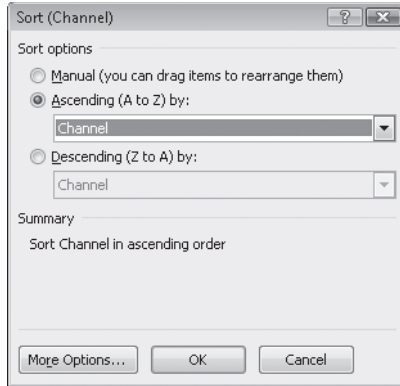 Sort (Channel)
Sort options
Manual (you can drag items to rearrange them)
Ascending (A to Z) by:
Channel
Descending (Z to A) by:
Channel
Summary
Sort Channel in ascending order
More Options... OK Cancel